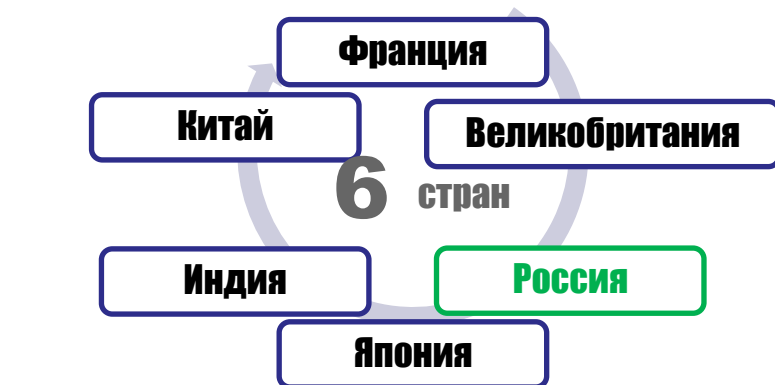 Франция
Китай
Великобритания
6 стран
Индия
Россия
Япония